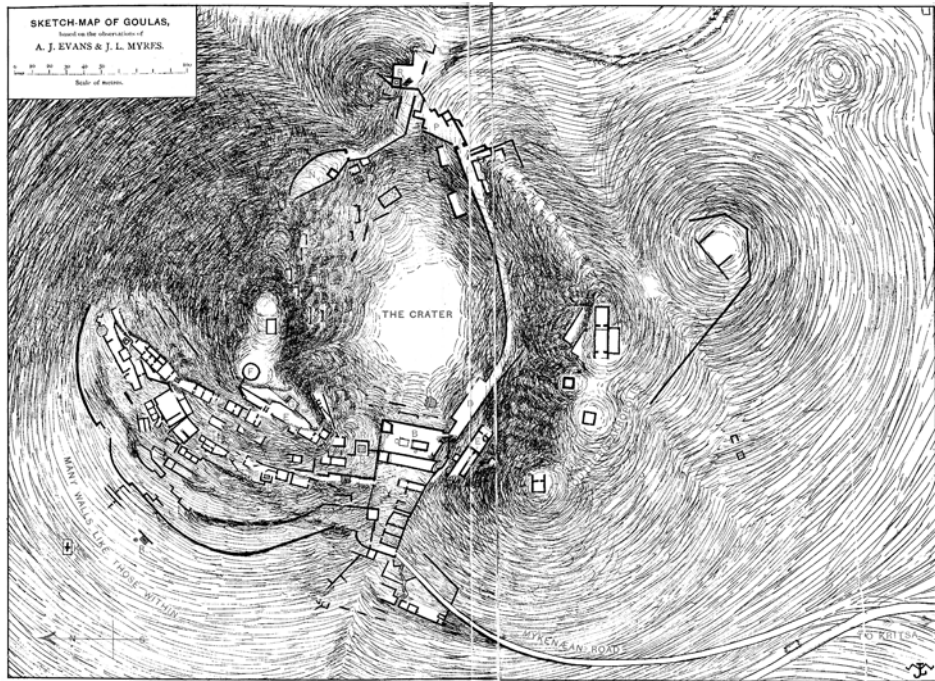 SKETCH-MAP OF GOULAS,
based on the observations of
A. J. EVANS & J. L. MYRES.
Scale of metres.
P
THE CRATER
F
E
B
MANY WALLS LIKE THOSE WITHIN
N
S
MYKENÆAN ROADS
TO KRITSA